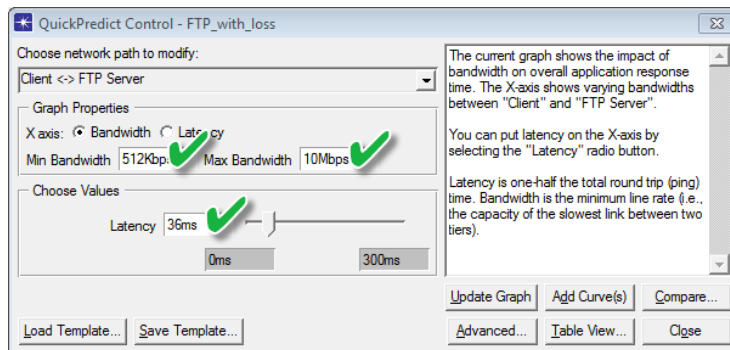 QuickPredict Control - FTP_with_loss
Choose network path to modify:
Client <-> FTP Server
Graph Properties
X axis: Bandwidth Latency
Min Bandwidth 512Kbps Max Bandwidth 10Mbps
Choose Values
Latency 36ms
0ms 300ms
The current graph shows the impact of
bandwidth on overall application response
time. The X-axis shows varying bandwidths
between "Client" and "FTP Server".
You can put latency on the X-axis by
selecting the "Latency" radio button.
Latency is one-half the total round trip (ping)
time. Bandwidth is the minimum line rate (i.e.,
the capacity of the slowest link between two
tiers).
Update Graph Add Curve(s) Compare...
Load Template... Save Template... Advanced... Table View... Close